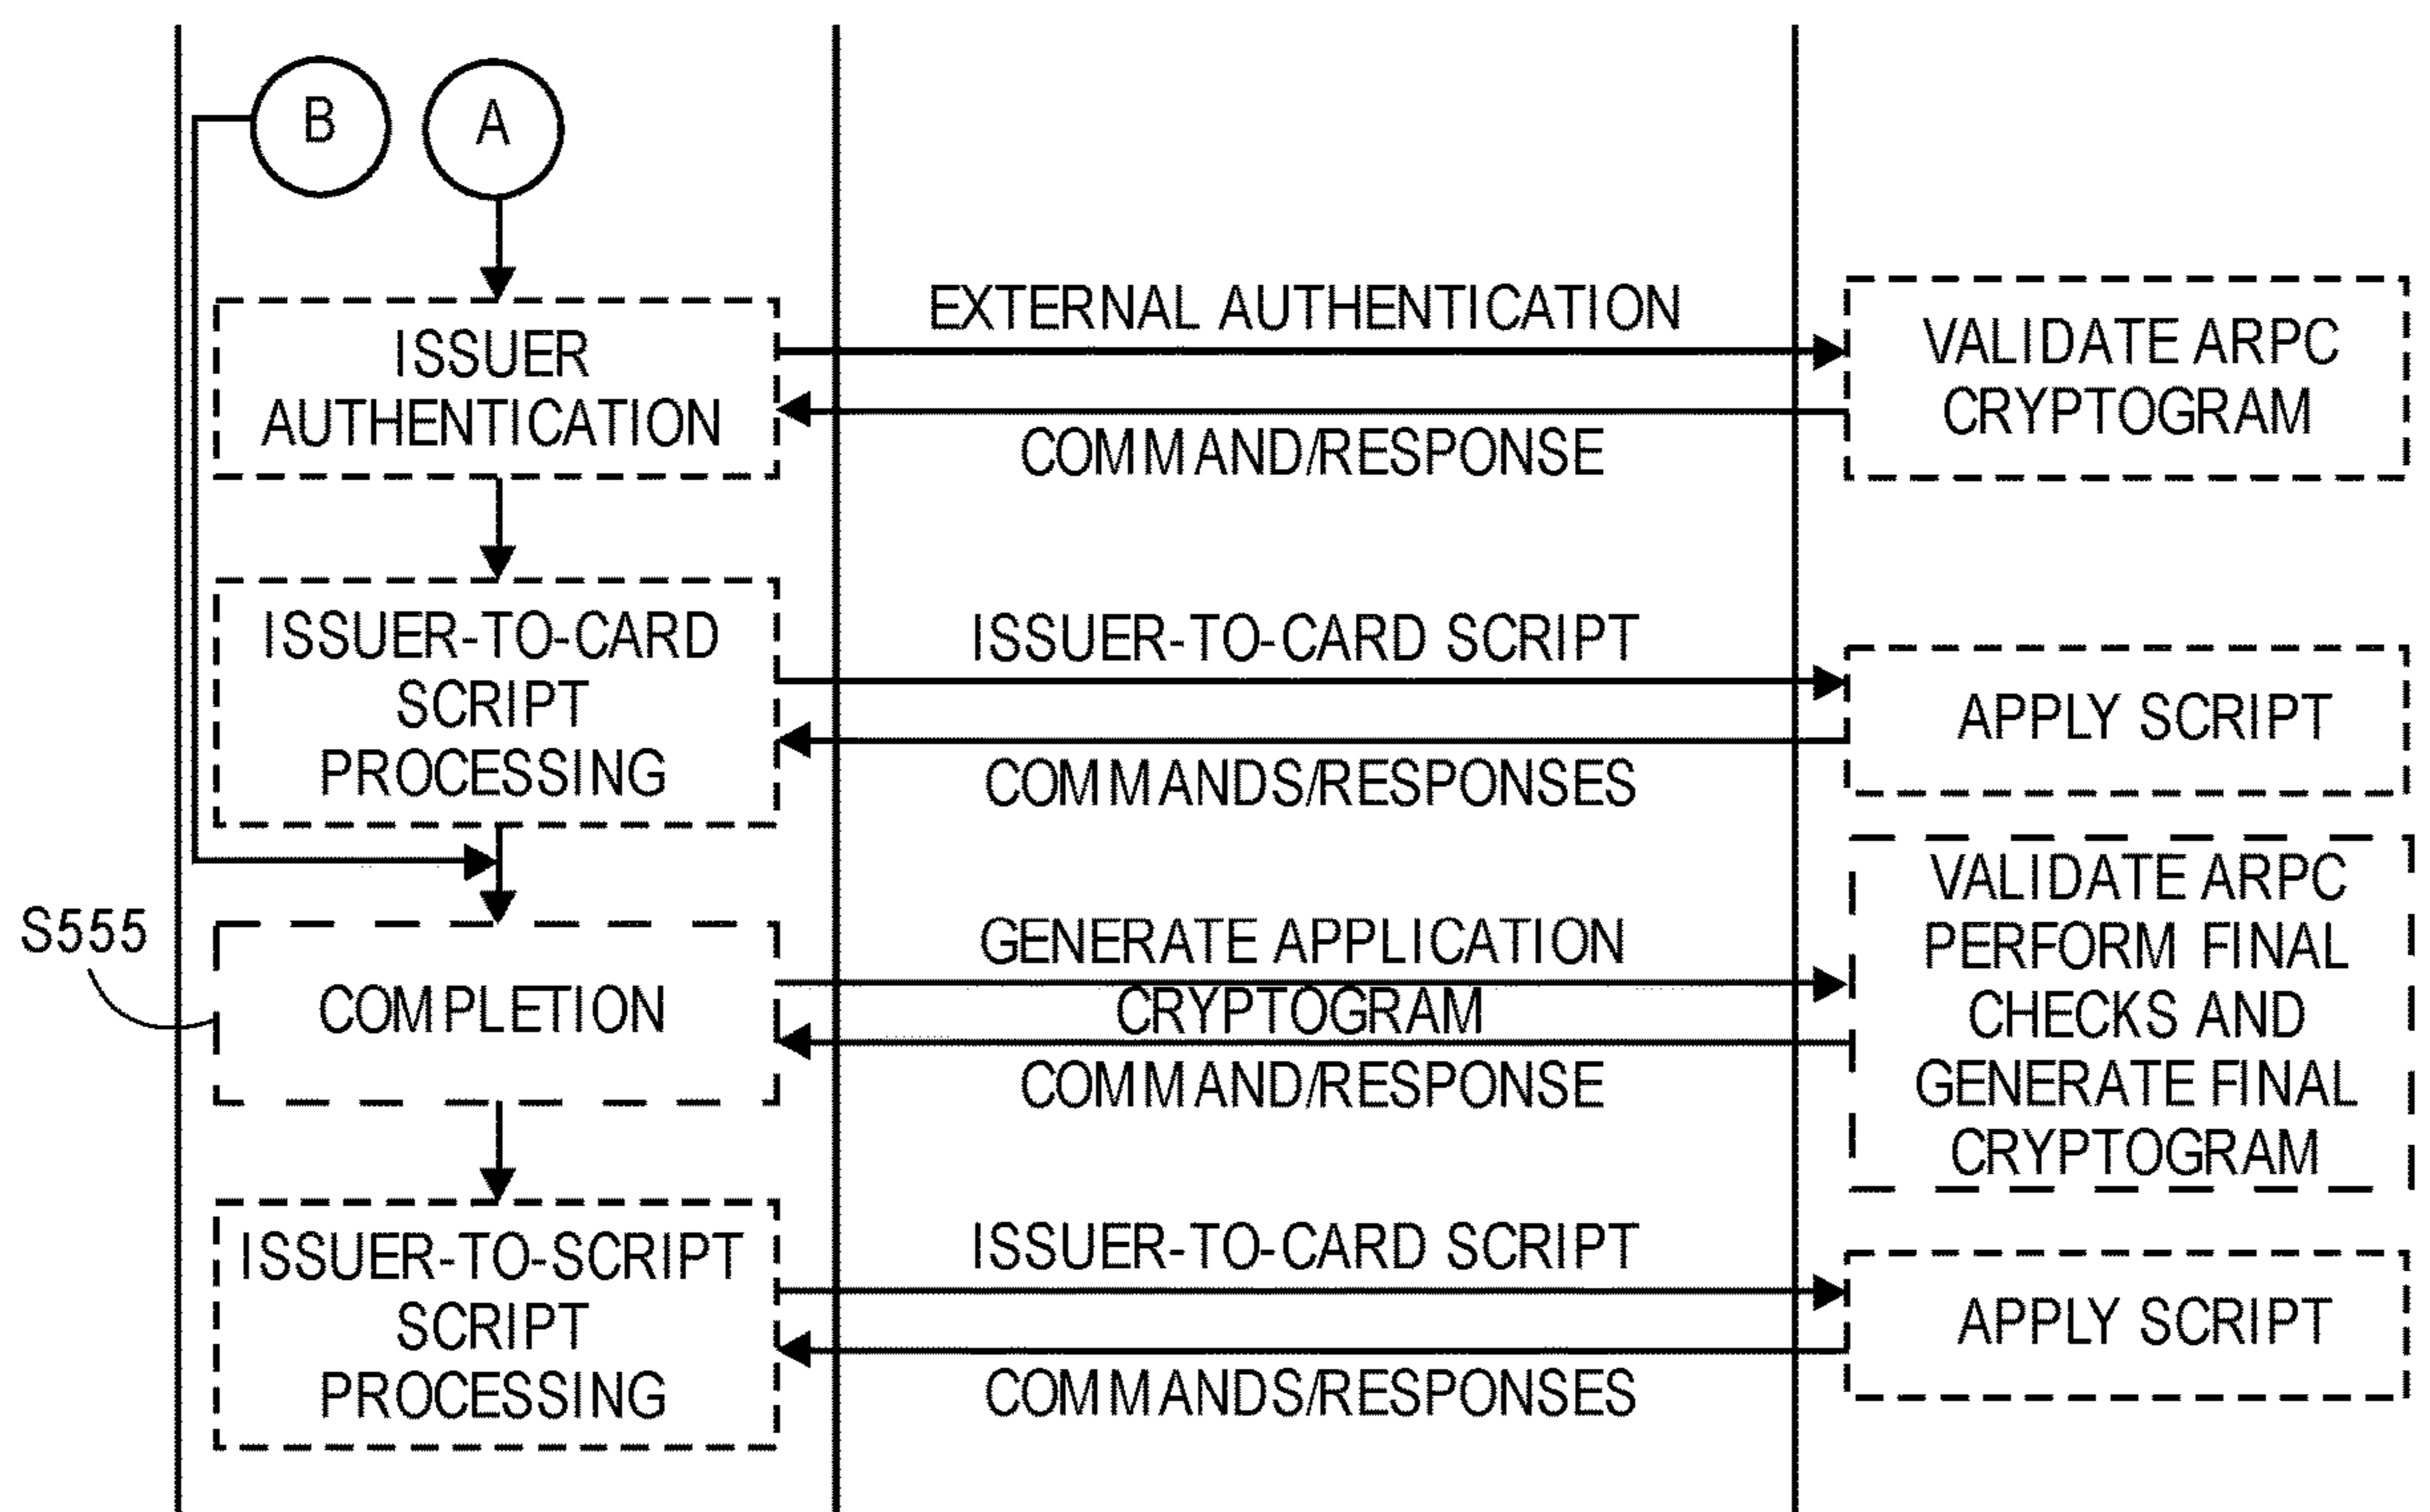 B
A
ISSUER
AUTHENTICATION
EXTERNAL AUTHENTICATION
COMMAND/RESPONSE
VALIDATE ARPC
CRYPTOGRAM
ISSUER-TO-CARD
SCRIPT
PROCESSING
ISSUER-TO-CARD SCRIPT
COMMANDS/RESPONSES
APPLY SCRIPT
S555
COMPLETION
GENERATE APPLICATION
CRYPTOGRAM
COMMAND/RESPONSE
VALIDATE ARPC
PERFORM FINAL
CHECKS AND
GENERATE FINAL
CRYPTOGRAM
ISSUER-TO-SCRIPT
SCRIPT
PROCESSING
ISSUER-TO-CARD SCRIPT
COMMANDS/RESPONSES
APPLY SCRIPT